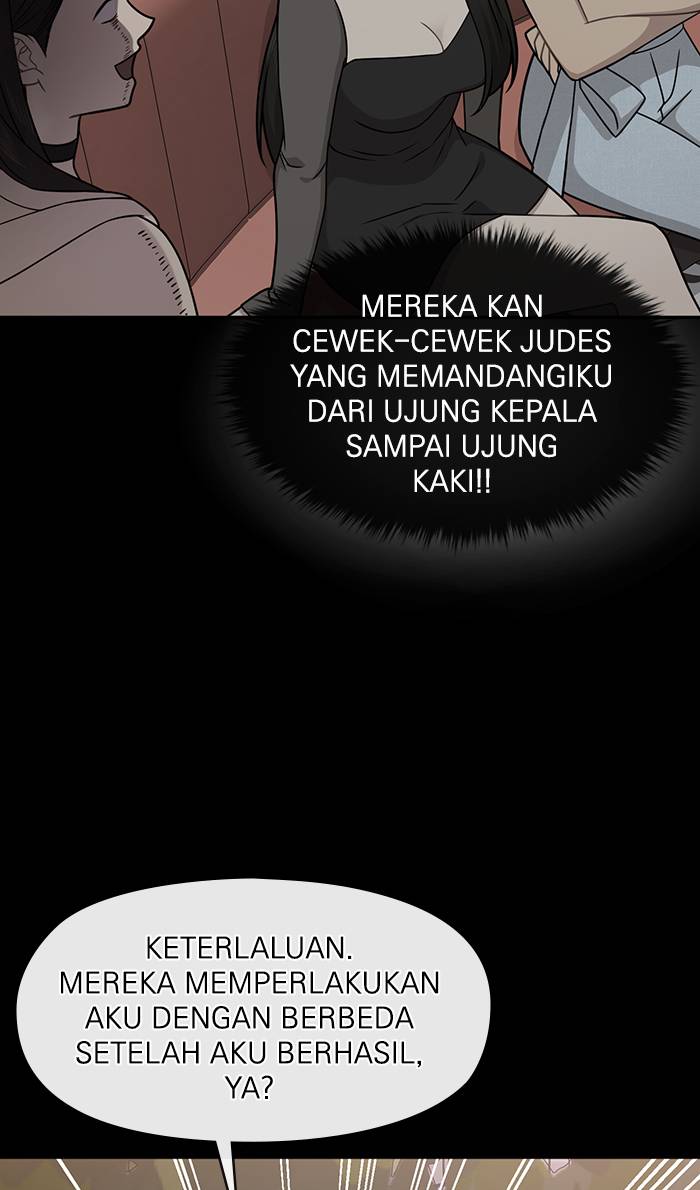 MEREKA KAN
CEWEK-CEWEK JUDES
YANG MEMANDANGIKU
DARI UJUNG KEPALA
SAMPAI UJUNG
KAKI!!
KETERLALUAN.
MEREKA MEMPERLAKUKAN
AKU DENGAN BERBEDA
SETELAH AKU BERHASIL,
YA?